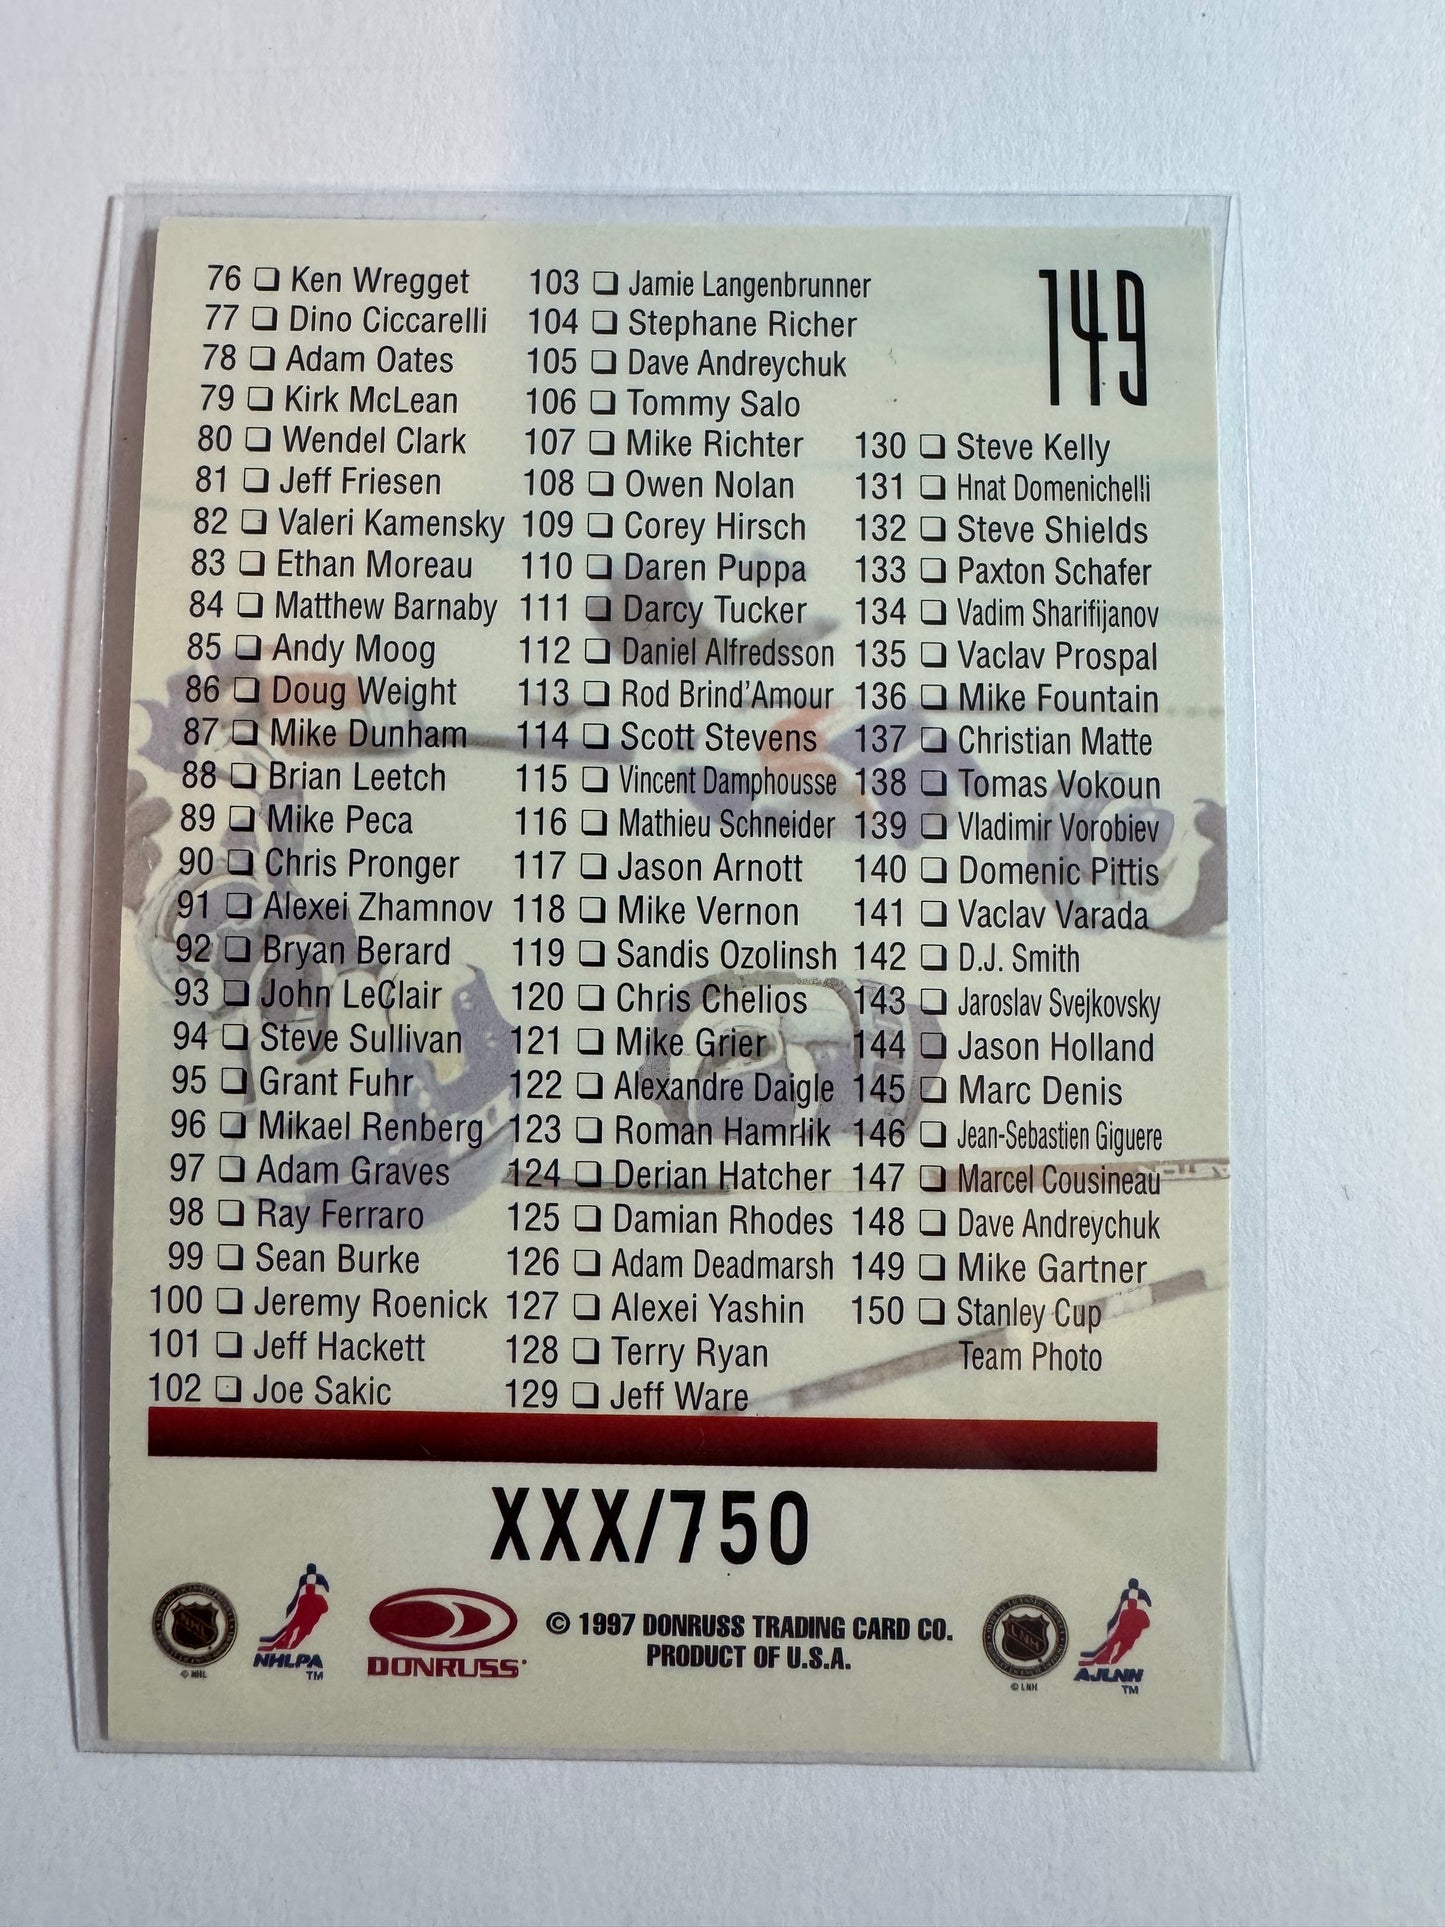 76 ❏ Ken Wregget
77 ❏ Dino Ciccarelli
78 ❏ Adam Oates
79 ❏ Kirk McLean
80 ❏ Wendel Clark
81 ❏ Jeff Friesen
82 ❏ Valeri Kamensky
83 ❏ Ethan Moreau
84 ❏ Matthew Barnaby
85 ❏ Andy Moog
86 ❏ Doug Weight
87 ❏ Mike Dunham
88 ❏ Brian Leetch
89 ❏ Mike Peca
90 ❏ Chris Pronger
91 ❏ Alexei Zhamnov
92 ❏ Bryan Berard
93 ❏ John LeClair
94 ❏ Steve Sullivan
95 ❏ Grant Fuhr
96 ❏ Mikael Renberg
97 ❏ Adam Graves
98 ❏ Ray Ferraro
99 ❏ Sean Burke
100 ❏ Jeremy Roenick
101 ❏ Jeff Hackett
102 ❏ Joe Sakic
103 ❏ Jamie Langenbrunner
104 ❏ Stephane Richer
105 ❏ Dave Andreychuk
106 ❏ Tommy Salo
107 ❏ Mike Richter
108 ❏ Owen Nolan
109 ❏ Corey Hirsch
110 ❏ Daren Puppa
111 ❏ Darcy Tucker
112 ❏ Daniel Alfredsson
113 ❏ Rod Brind'Amour
114 ❏ Scott Stevens
115 ❏ Vincent Damphousse
116 ❏ Mathieu Schneider
117 ❏ Jason Arnott
118 ❏ Mike Vernon
119 ❏ Sandis Ozolinsh
120 ❏ Chris Chelios
121 ❏ Mike Grier
122 ❏ Alexandre Daigle
123 ❏ Roman Hamrlik
124 ❏ Derian Hatcher
125 ❏ Damian Rhodes
126 ❏ Adam Deadmarsh
127 ❏ Alexei Yashin
128 ❏ Terry Ryan
129 ❏ Jeff Ware
149
130 ❏ Steve Kelly
131 ❏ Hnat Domenichelli
132 ❏ Steve Shields
133 ❏ Paxton Schafer
134 ❏ Vadim Sharifijanov
135 ❏ Vaclav Prospal
136 ❏ Mike Fountain
137 ❏ Christian Matte
138 ❏ Tomas Vokoun
139 ❏ Vladimir Vorobiev
140 ❏ Domenic Pittis
141 ❏ Vaclav Varada
142 ❏ D.J. Smith
143 ❏ Jaroslav Svejkovsky
144 ❏ Jason Holland
145 ❏ Marc Denis
146 ❏ Jean-Sebastien Giguere
147 ❏ Marcel Cousineau
148 ❏ Dave Andreychuk
149 ❏ Mike Gartner
150 ❏ Stanley Cup
Team Photo
XXX/750
NHL
© NHL
NHLPA
TM
DONRUSS
© 1997 DONRUSS TRADING CARD CO.
PRODUCT OF U.S.A.
LNH
© LNH
AJLNH
TM